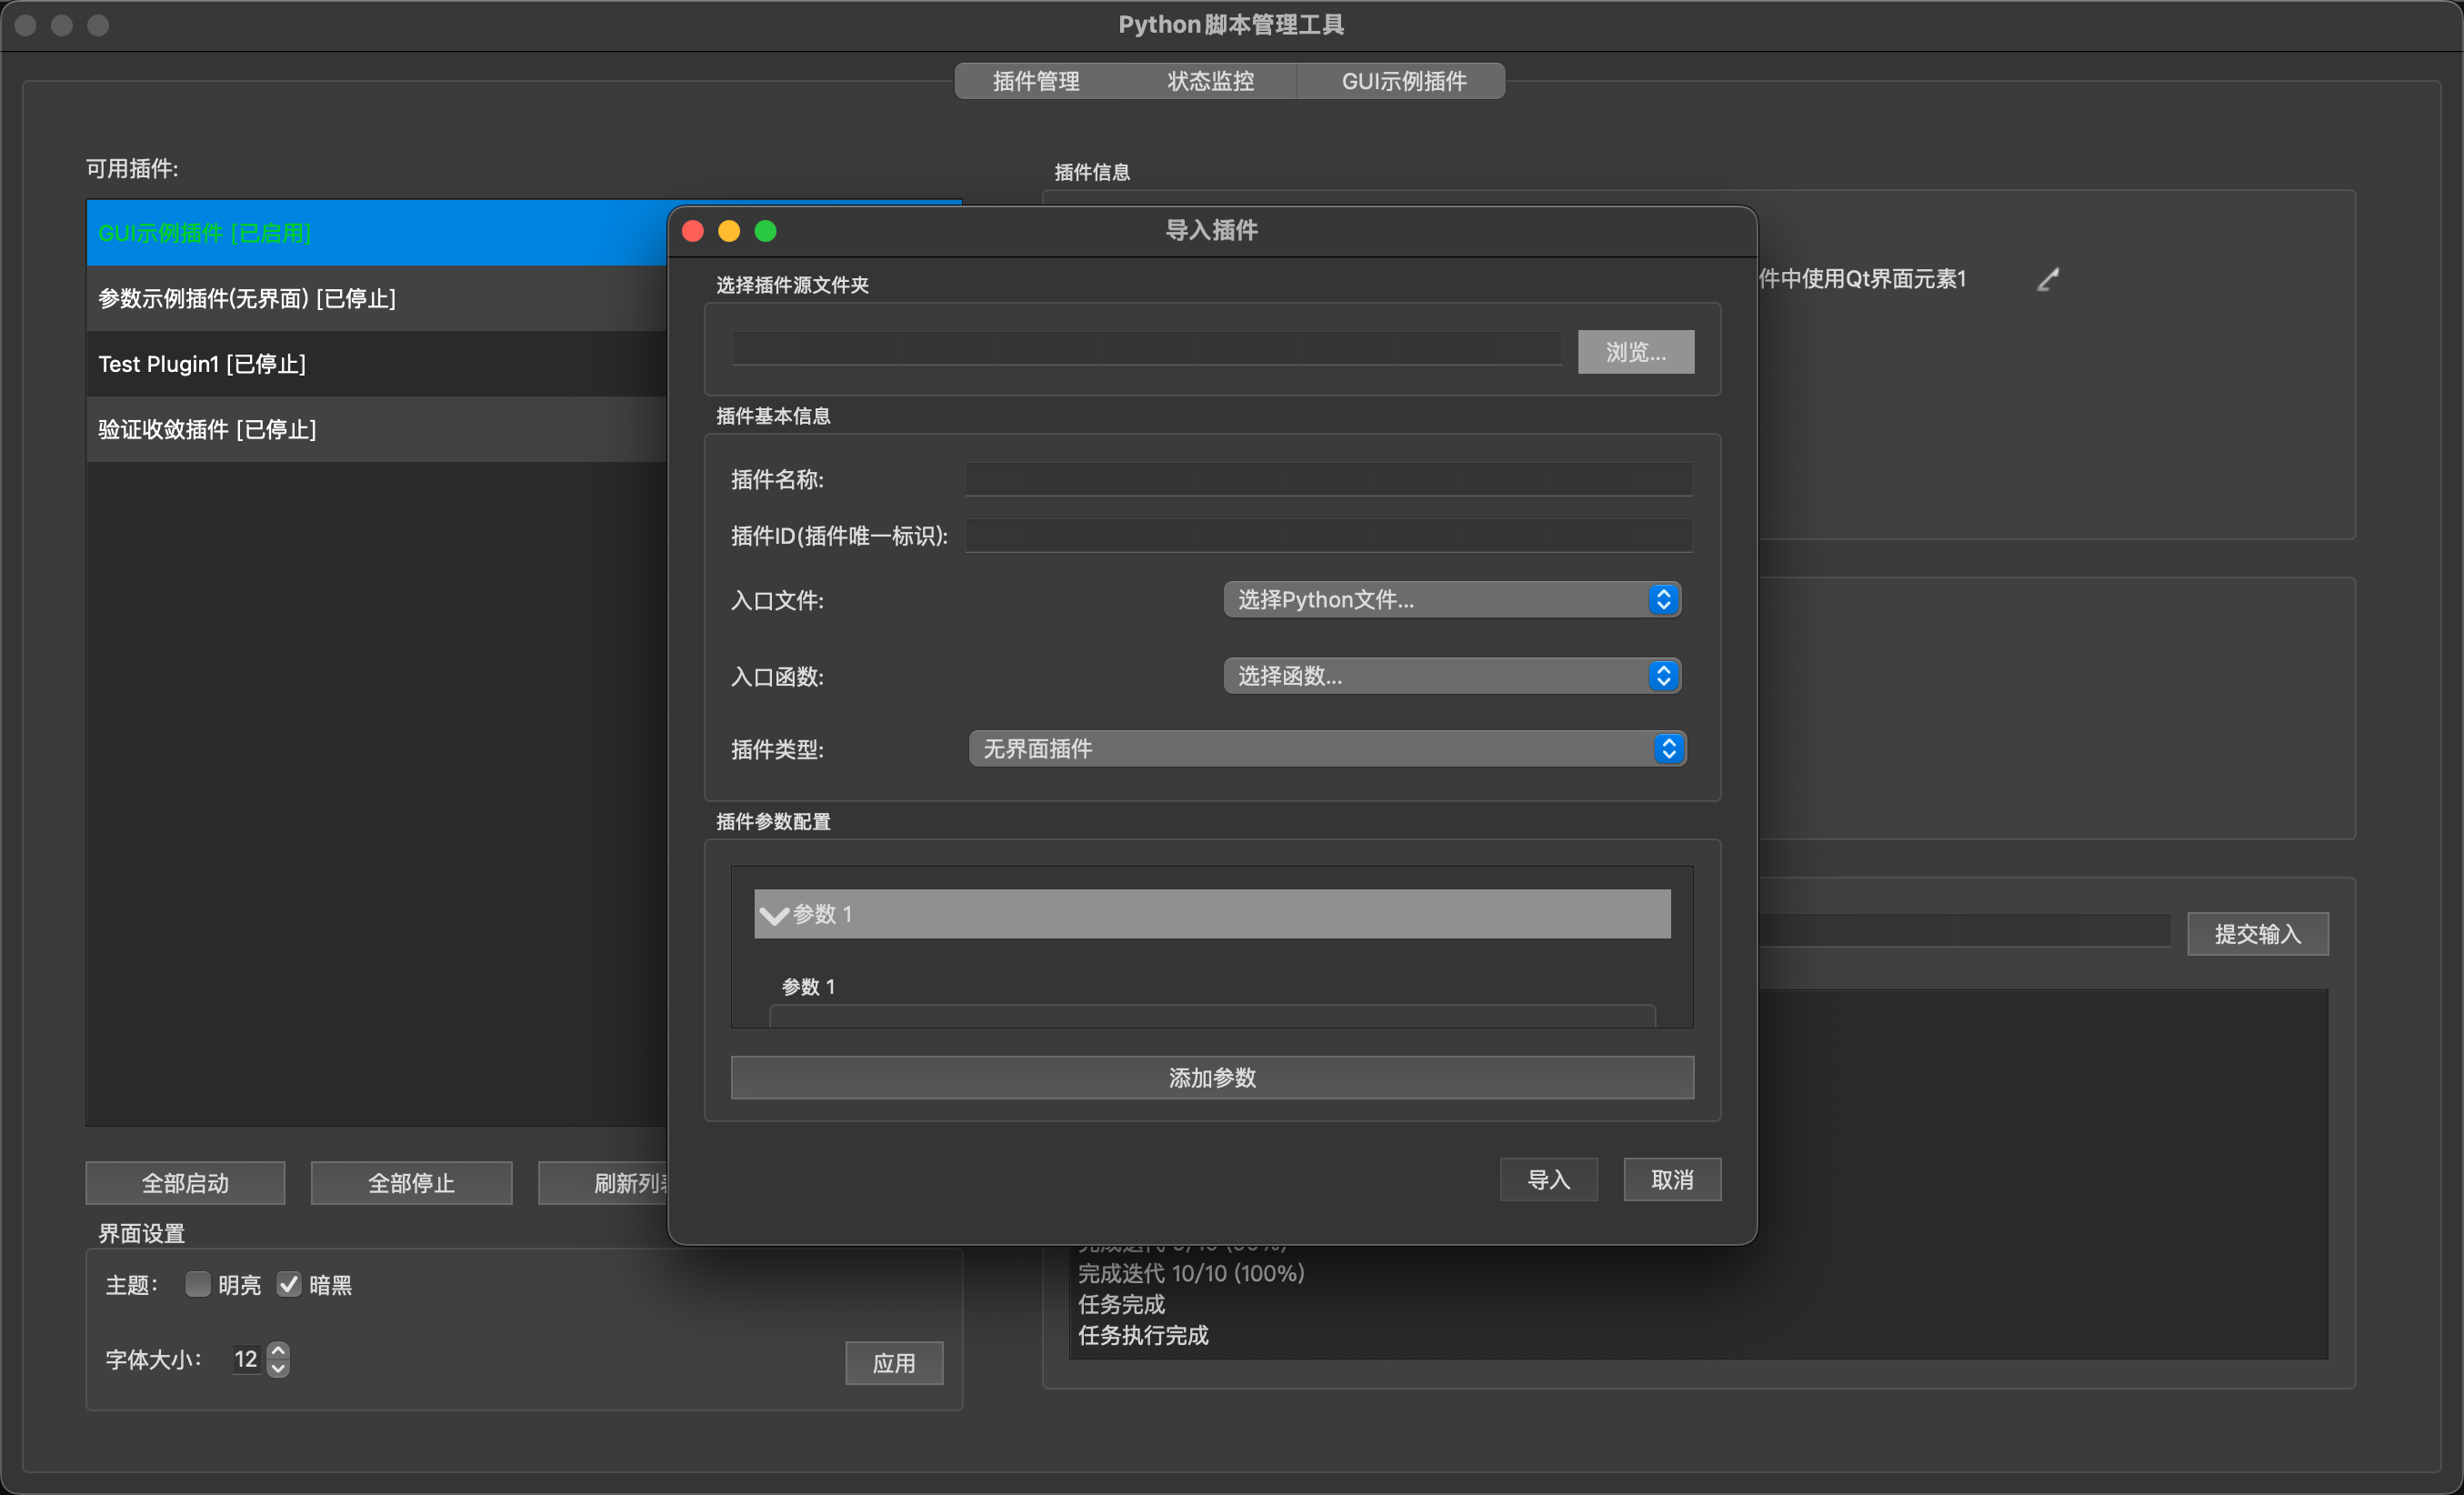 Python脚本管理工具
插件管理 状态监控 GUI示例插件
可用插件:
GUI示例插件 [已启用]
参数示例插件(无界面) [已停止]
Test Plugin1 [已停止]
验证收敛插件 [已停止]
全部启动 全部停止 刷新列
界面设置
主题: 明亮 暗黑
字体大小: 12
应用
插件信息
件中使用Qt界面元素1
提交输入
完成迭代 10/10 (100%)
任务完成
任务执行完成
导入插件
选择插件源文件夹
浏览...
插件基本信息
插件名称:
插件ID(插件唯一标识):
入口文件: 选择Python文件...
入口函数: 选择函数...
插件类型: 无界面插件
插件参数配置
参数 1
参数 1
添加参数
导入 取消